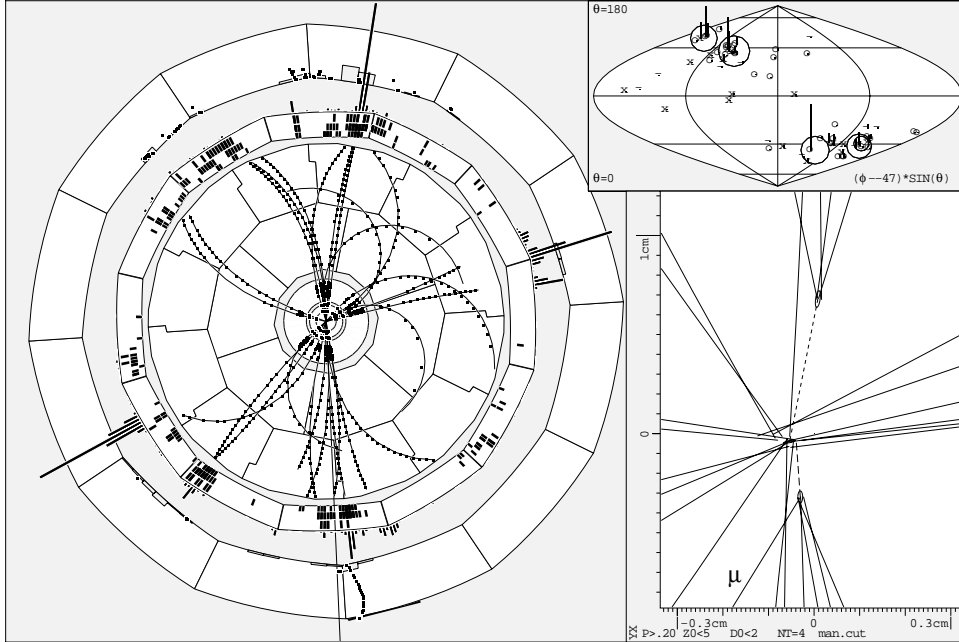 θ=180
θ=0
(ϕ−−47)*SIN(θ)
1cm
0
μ
−0.3cm
0
0.3cm
YX
P>.20 Z0<5 D0<2 NT=4 man.cut